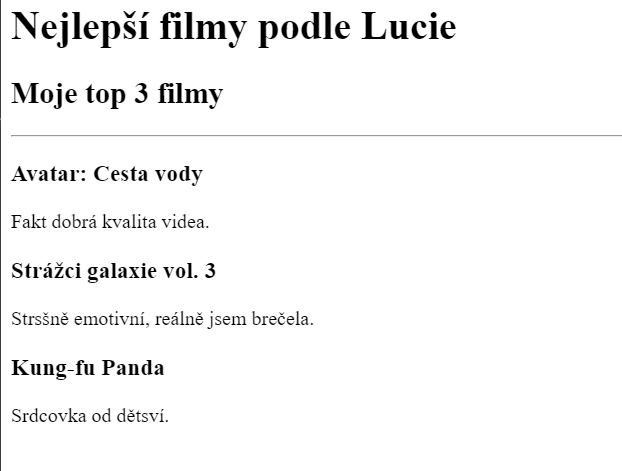 Nejlepší filmy podle Lucie
Moje top 3 filmy
Avatar: Cesta vody
Fakt dobrá kvalita videa.
Strážci galaxie vol. 3
Strsšně emotivní, reálně jsem brečela.
Kung-fu Panda
Srdcovka od dětsví.